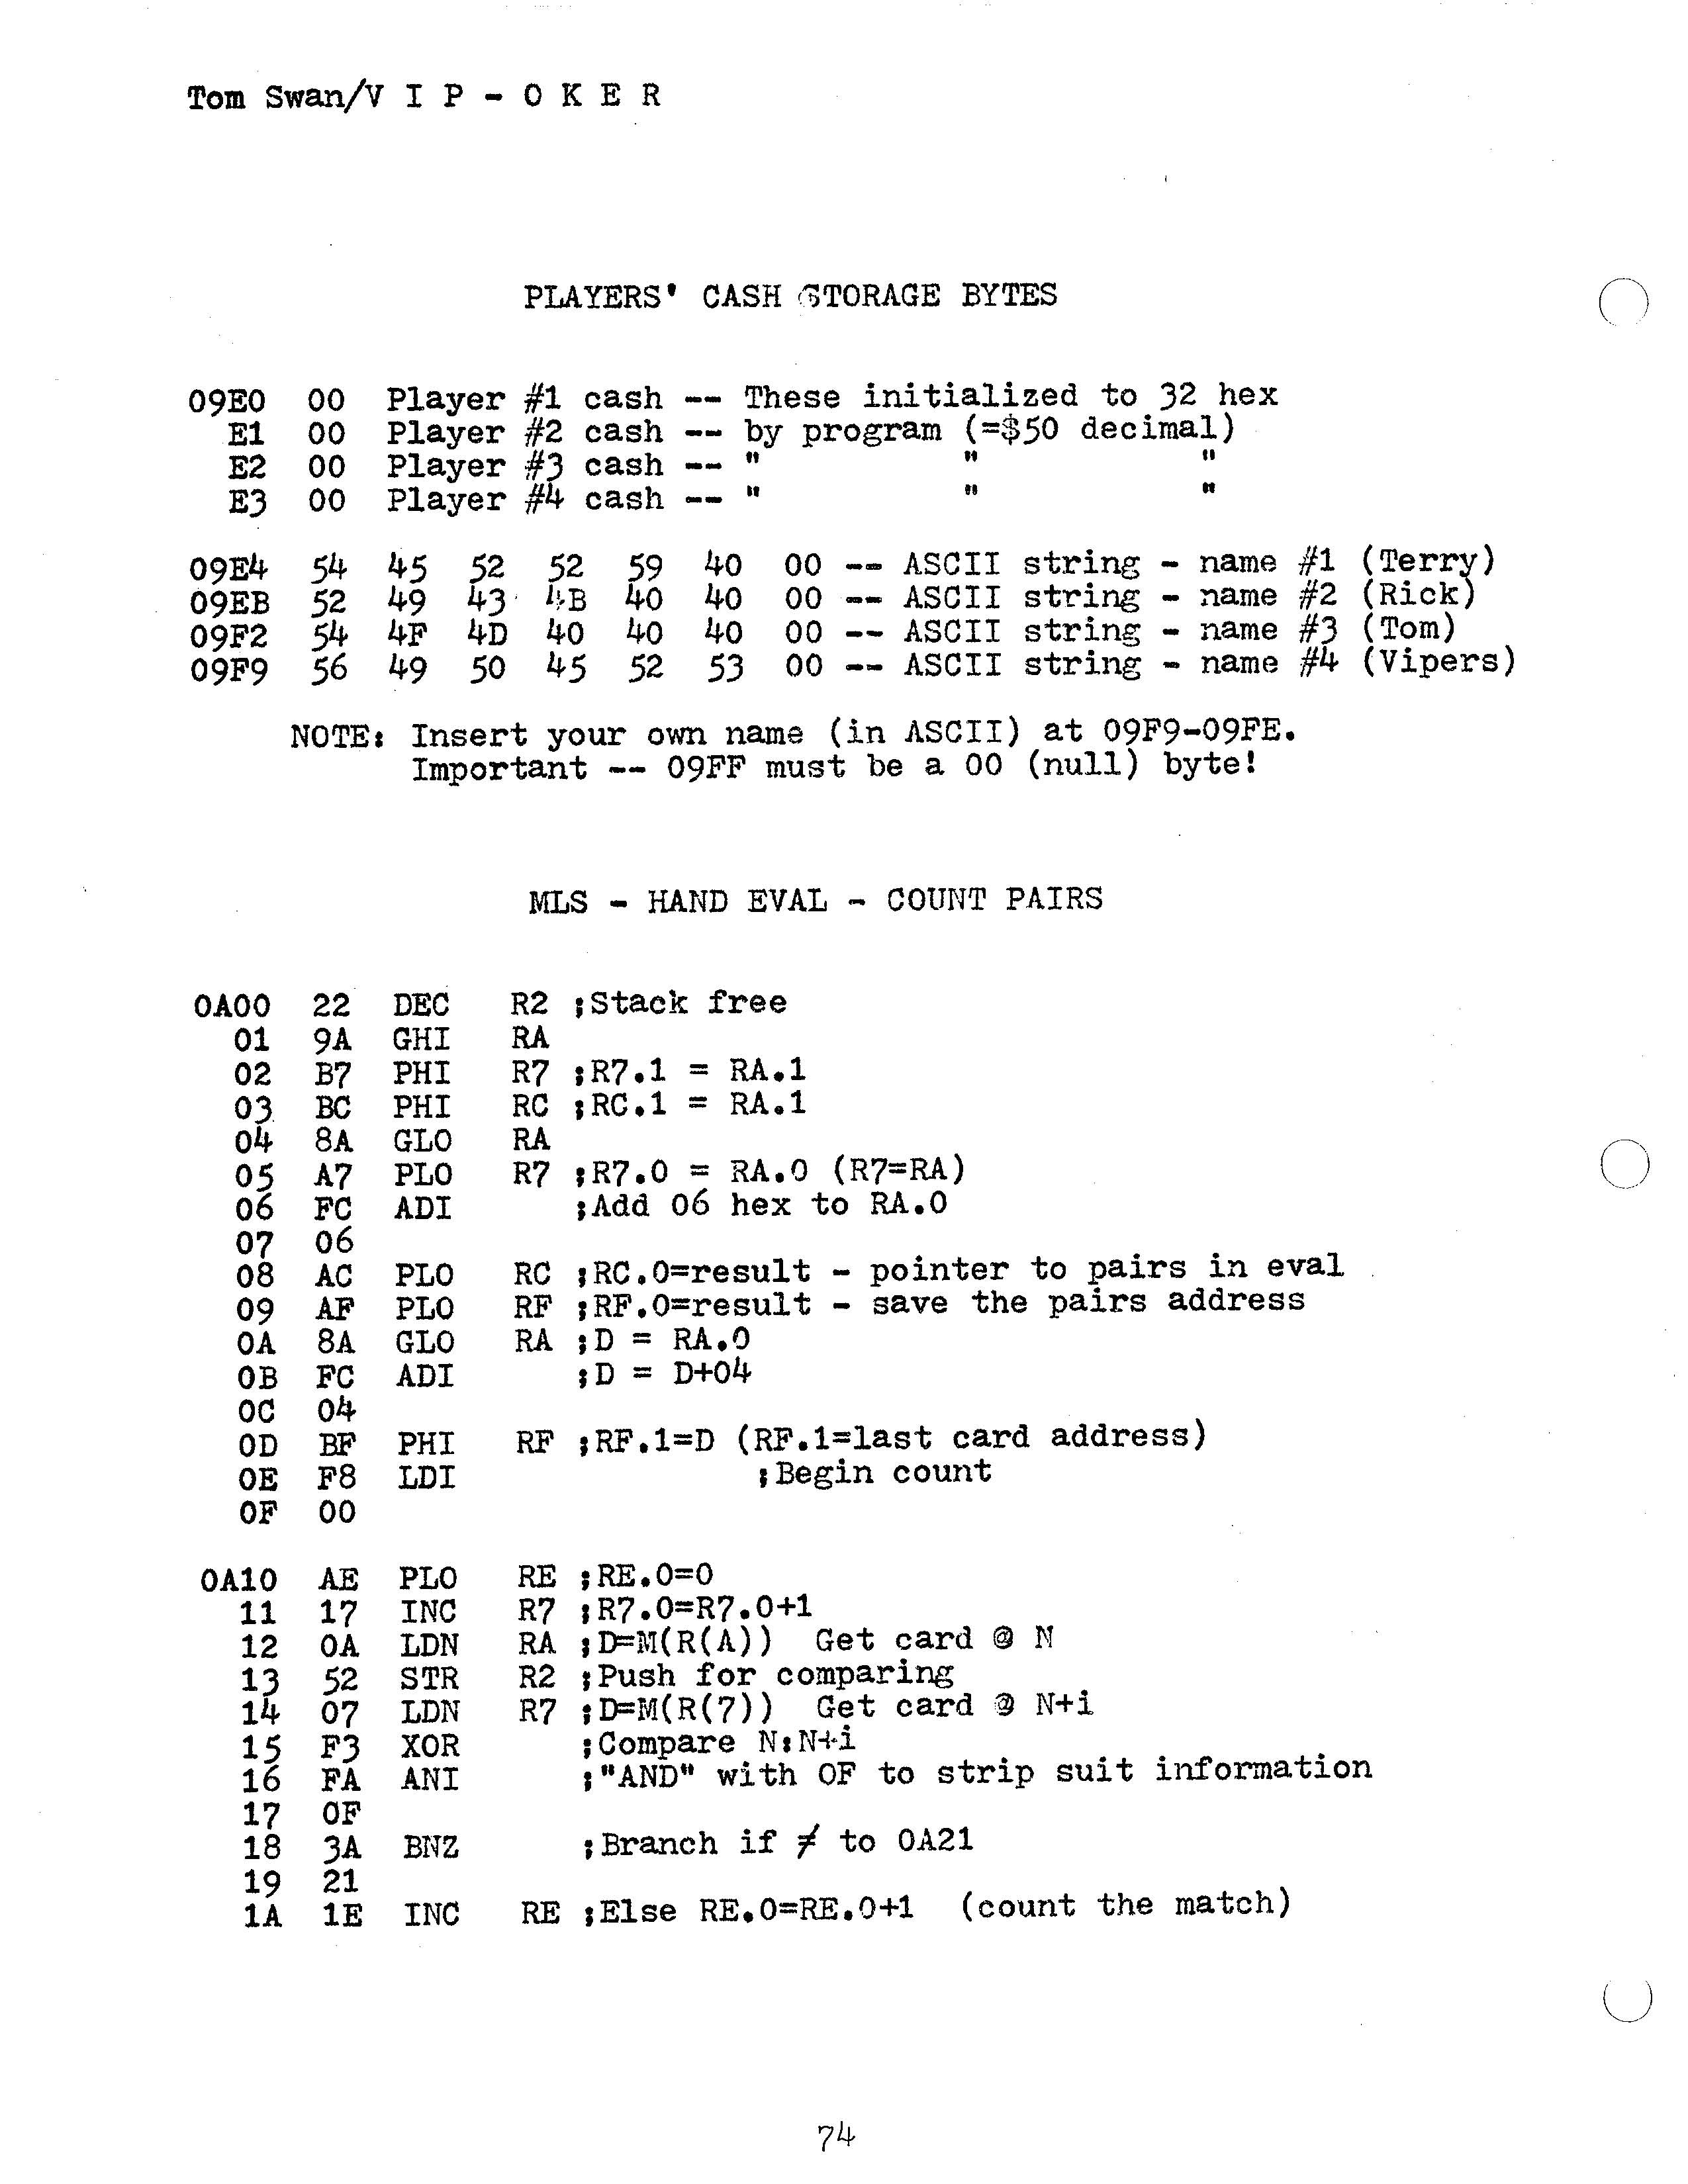 Tom Swan/V I P - O K E R
PLAYERS' CASH STORAGE BYTES
09E0 00 Player #1 cash -- These initialized to 32 hex
E1 00 Player #2 cash -- by program (=$50 decimal)
E2 00 Player #3 cash -- " " "
E3 00 Player #4 cash -- " " "
09E4 54 45 52 52 59 40 00 -- ASCII string - name #1 (Terry)
09EB 52 49 43 4B 40 40 00 -- ASCII string - name #2 (Rick)
09F2 54 4F 4D 40 40 40 00 -- ASCII string - name #3 (Tom)
09F9 56 49 50 45 52 53 00 -- ASCII string - name #4 (Vipers)
NOTE: Insert your own name (in ASCII) at 09F9-09FE.
Important -- 09FF must be a 00 (null) byte!
MLS - HAND EVAL - COUNT PAIRS
0A00 22 DEC R2 ;Stack free
01 9A GHI RA
02 B7 PHI R7 ;R7.1 = RA.1
03 BC PHI RC ;RC.1 = RA.1
04 8A GLO RA
05 A7 PLO R7 ;R7.0 = RA.0 (R7=RA)
06 FC ADI ;Add 06 hex to RA.0
07 06
08 AC PLO RC ;RC.0=result - pointer to pairs in eval
09 AF PLO RF ;RF.0=result - save the pairs address
0A 8A GLO RA ;D = RA.0
0B FC ADI ;D = D+04
0C 04
0D BF PHI RF ;RF.1=D (RF.1=last card address)
0E F8 LDI ;Begin count
0F 00
0A10 AE PLO RE ;RE.0=0
11 17 INC R7 ;R7.0=R7.0+1
12 0A LDN RA ;D=M(R(A)) Get card @ N
13 52 STR R2 ;Push for comparing
14 07 LDN R7 ;D=M(R(7)) Get card @ N+i
15 F3 XOR ;Compare N:N+i
16 FA ANI ;"AND" with 0F to strip suit information
17 0F
18 3A BNZ ;Branch if ≠ to 0A21
19 21
1A 1E INC RE ;Else RE.0=RE.0+1 (count the match)
74